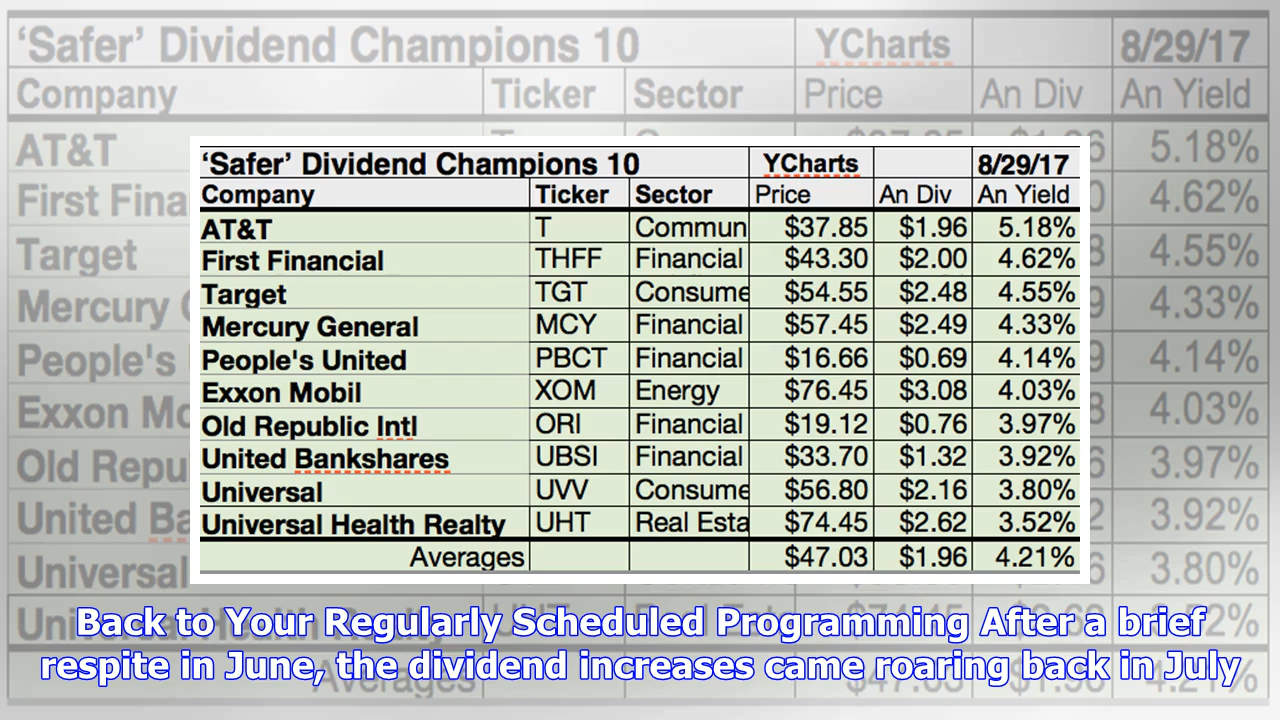 ‘Safer’ Dividend Champions 10 YCharts 8/29/17
Company Ticker Sector Price An Div An Yield
AT&T T Commun $37.85 $1.96 5.18%
First Financial THFF Financial $43.30 $2.00 4.62%
Target TGT Consume $54.55 $2.48 4.55%
Mercury General MCY Financial $57.45 $2.49 4.33%
People's United PBCT Financial $16.66 $0.69 4.14%
Exxon Mobil XOM Energy $76.45 $3.08 4.03%
Old Republic Intl ORI Financial $19.12 $0.76 3.97%
United Bankshares UBSI Financial $33.70 $1.32 3.92%
Universal UVV Consume $56.80 $2.16 3.80%
Universal Health Realty UHT Real Esta $74.45 $2.62 3.52%
Averages $47.03 $1.96 4.21%
Back to Your Regularly Scheduled Programming After a brief
respite in June, the dividend increases came roaring back in July